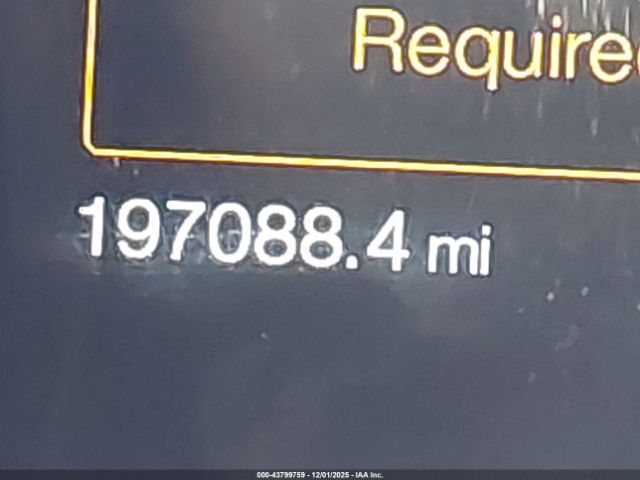 Required
197088.4 mi
000-43799759 - 12/01/2025 - IAA Inc.